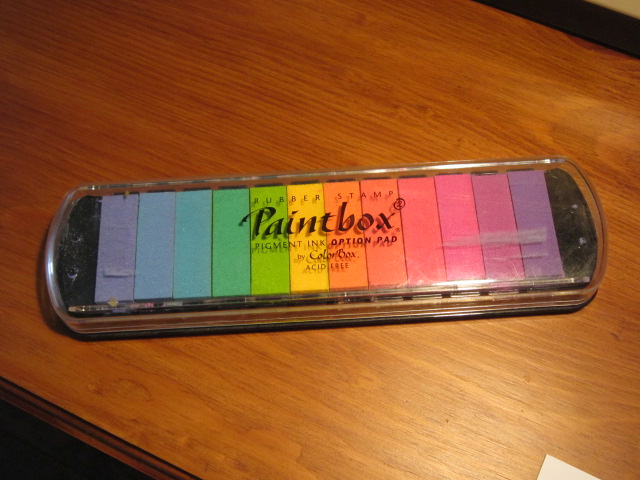 RUBBER STAMP
Paintbox®
PIGMENT INK OPTION PAD
by ColorBox.
ACID FREE